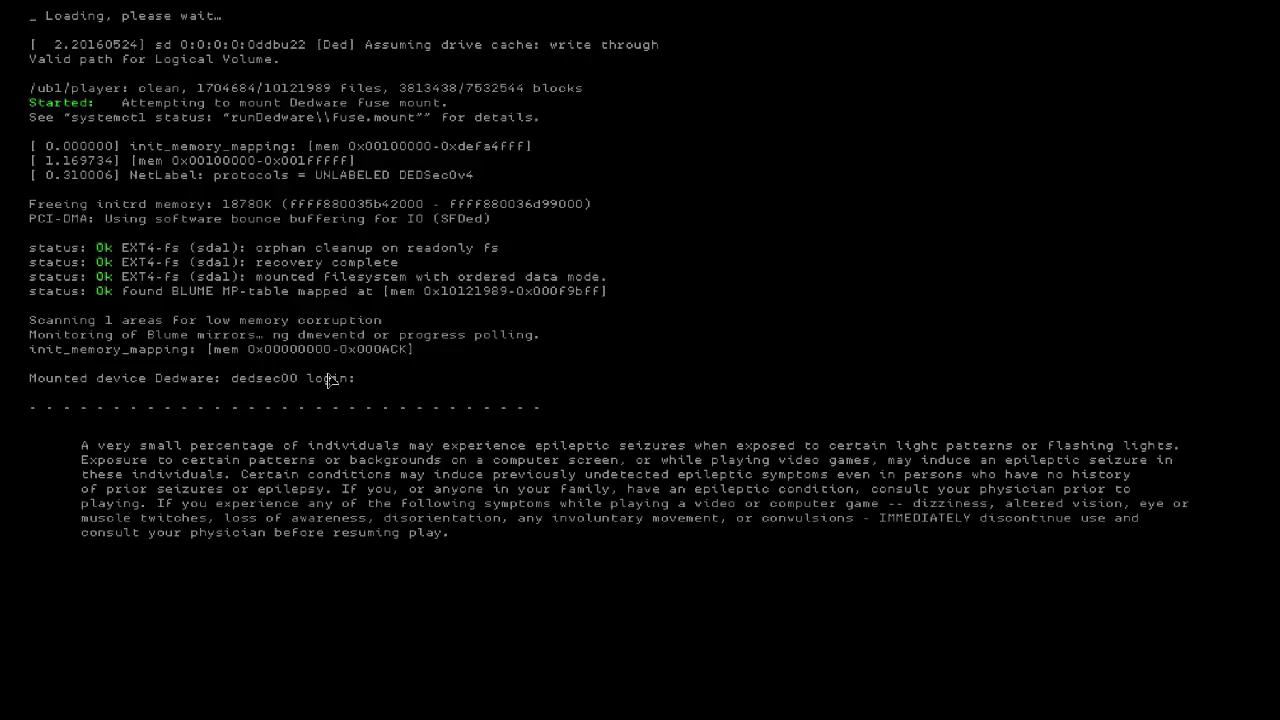 _ Loading, please wait…
[  2.20160524] sd 0:0:0:0:0ddbu22 [Ded] Assuming drive cache: write through
Valid path for Logical Volume.
/ubi/player: clean, 1704684/10121989 files, 3813438/7532544 blocks
Started:   Attempting to mount Dedware fuse mount.
See “systemctl status: “runDedware\\fuse.mount”” for details.
[ 0.000000] init_memory_mapping: [mem 0x00100000-0xdefa4fff]
[ 1.169734] [mem 0x00100000-0x001fffff]
[ 0.310006] NetLabel: protocols = UNLABELED DEDSec0v4
Freeing initrd memory: 18780K (ffff880035b42000 - ffff880036d99000)
PCI-DMA: Using software bounce buffering for IO (SFDed)
status: Ok EXT4-fs (sda1): orphan cleanup on readonly fs
status: Ok EXT4-fs (sda1): recovery complete
status: Ok EXT4-fs (sda1): mounted filesystem with ordered data mode.
status: Ok found BLUME MP-table mapped at [mem 0x10121989-0x000f9bff]
Scanning 1 areas for low memory corruption
Monitoring of Blume mirrors… ng dmeventd or progress polling.
init_memory_mapping: [mem 0x00000000-0x000ACK]
Mounted device Dedware: dedsec00 login:
- - - - - - - - - - - - - - - - - - - - - - - - - - - - - - -
A very small percentage of individuals may experience epileptic seizures when exposed to certain light patterns or flashing lights.
Exposure to certain patterns or backgrounds on a computer screen, or while playing video games, may induce an epileptic seizure in
these individuals. Certain conditions may induce previously undetected epileptic symptoms even in persons who have no history
of prior seizures or epilepsy. If you, or anyone in your family, have an epileptic condition, consult your physician prior to
playing. If you experience any of the following symptoms while playing a video or computer game -- dizziness, altered vision, eye or
muscle twitches, loss of awareness, disorientation, any involuntary movement, or convulsions - IMMEDIATELY discontinue use and
consult your physician before resuming play.